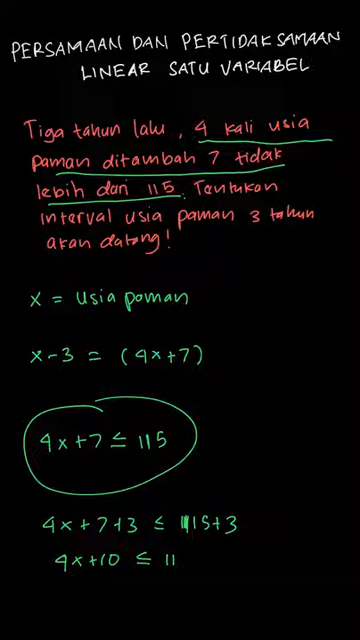 PERSAMAAN DAN PERTIDAKSAMAAN
LINEAR SATU VARIABEL
Tiga tahun lalu, 4 kali usia
paman ditambah 7 tidak
lebih dari 115. Tentukan
interval usia paman 3 tahun
akan datang!
x = Usia paman
x-3 = (4x+7)
4x+7 ≤ 115
4x+7+3 ≤ 115+3
4x+10 ≤ 11